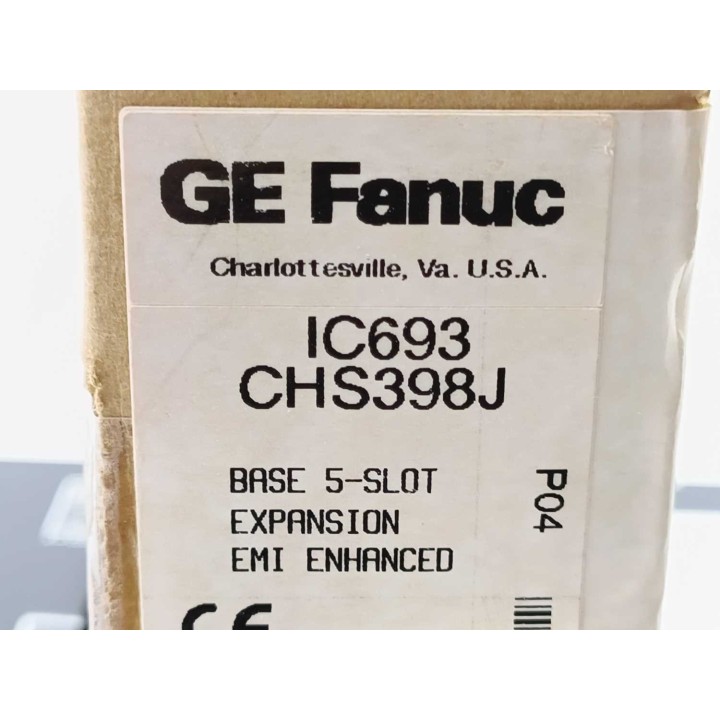 GE Fanuc
Charlottesville, Va. U.S.A.
IC693
CHS398J
BASE 5-SLOT
EXPANSION
EMI ENHANCED
P04
CE